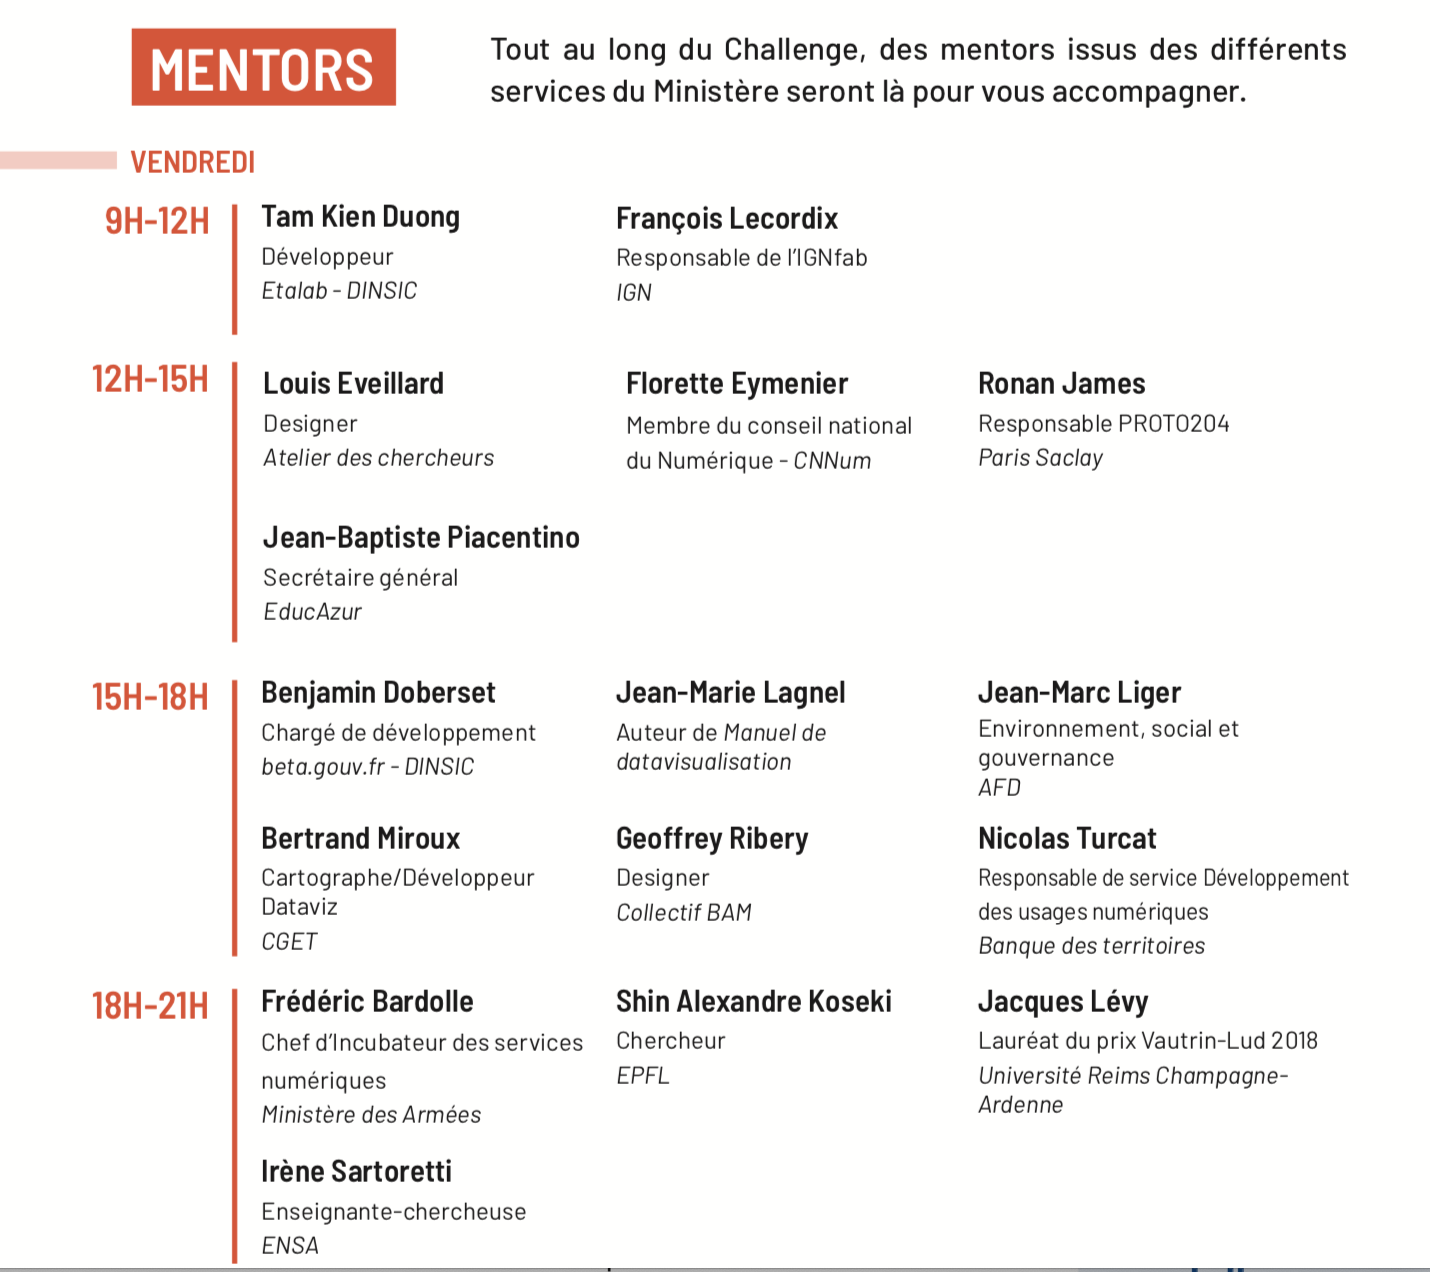 MENTORS
Tout au long du Challenge, des mentors issus des différents
services du Ministère seront là pour vous accompagner.
VENDREDI
9H-12H
Tam Kien Duong
Développeur
Etalab - DINSIC
François Lecordix
Responsable de l'IGNfab
IGN
12H-15H
Louis Eveillard
Designer
Atelier des chercheurs
Florette Eymenier
Membre du conseil national
du Numérique - CNNum
Ronan James
Responsable PROTO204
Paris Saclay
Jean-Baptiste Piacentino
Secrétaire général
EducAzur
15H-18H
Benjamin Doberset
Chargé de développement
beta.gouv.fr - DINSIC
Jean-Marie Lagnel
Auteur de Manuel de
datavisualisation
Jean-Marc Liger
Environnement, social et
gouvernance
AFD
Bertrand Miroux
Cartographe/Développeur
Dataviz
CGET
Geoffrey Ribery
Designer
Collectif BAM
Nicolas Turcat
Responsable de service Développement
des usages numériques
Banque des territoires
18H-21H
Frédéric Bardolle
Chef d'Incubateur des services
numériques
Ministère des Armées
Shin Alexandre Koseki
Chercheur
EPFL
Jacques Lévy
Lauréat du prix Vautrin-Lud 2018
Université Reims Champagne-
Ardenne
Irène Sartoretti
Enseignante-chercheuse
ENSA